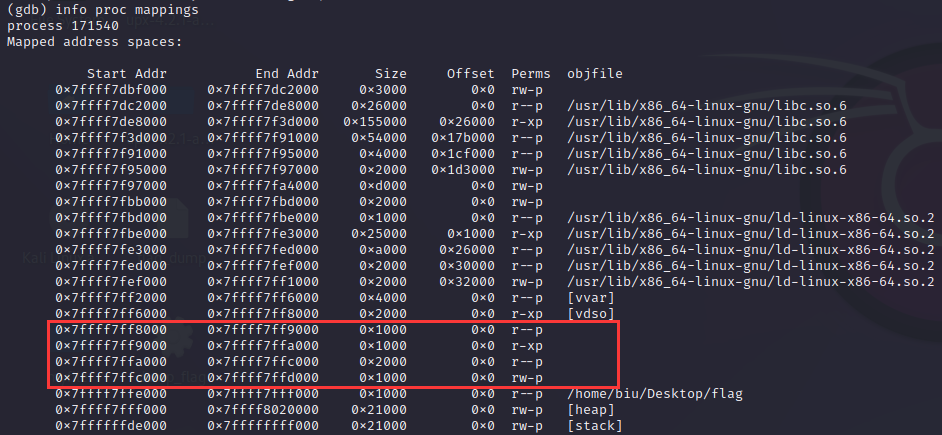 (gdb) info proc mappings
process 171540
Mapped address spaces:
Start Addr End Addr Size Offset Perms objfile
0×7ffff7dbf000 0×7ffff7dc2000 0×3000 0×0 rw-p
0×7ffff7dc2000 0×7ffff7de8000 0×26000 0×0 r--p /usr/lib/x86_64-linux-gnu/libc.so.6
0×7ffff7de8000 0×7ffff7f3d000 0×155000 0×26000 r-xp /usr/lib/x86_64-linux-gnu/libc.so.6
0×7ffff7f3d000 0×7ffff7f91000 0×54000 0×17b000 r--p /usr/lib/x86_64-linux-gnu/libc.so.6
0×7ffff7f91000 0×7ffff7f95000 0×4000 0×1cf000 r--p /usr/lib/x86_64-linux-gnu/libc.so.6
0×7ffff7f95000 0×7ffff7f97000 0×2000 0×1d3000 rw-p /usr/lib/x86_64-linux-gnu/libc.so.6
0×7ffff7f97000 0×7ffff7fa4000 0×d000 0×0 rw-p
0×7ffff7fbb000 0×7ffff7fbd000 0×2000 0×0 rw-p
0×7ffff7fbd000 0×7ffff7fbe000 0×1000 0×0 r--p /usr/lib/x86_64-linux-gnu/ld-linux-x86-64.so.2
0×7ffff7fbe000 0×7ffff7fe3000 0×25000 0×1000 r-xp /usr/lib/x86_64-linux-gnu/ld-linux-x86-64.so.2
0×7ffff7fe3000 0×7ffff7fed000 0×a000 0×26000 r--p /usr/lib/x86_64-linux-gnu/ld-linux-x86-64.so.2
0×7ffff7fed000 0×7ffff7fef000 0×2000 0×30000 r--p /usr/lib/x86_64-linux-gnu/ld-linux-x86-64.so.2
0×7ffff7fef000 0×7ffff7ff1000 0×2000 0×32000 rw-p /usr/lib/x86_64-linux-gnu/ld-linux-x86-64.so.2
0×7ffff7ff2000 0×7ffff7ff6000 0×4000 0×0 r--p [vvar]
0×7ffff7ff6000 0×7ffff7ff8000 0×2000 0×0 r-xp [vdso]
0×7ffff7ff8000 0×7ffff7ff9000 0×1000 0×0 r--p
0×7ffff7ff9000 0×7ffff7ffa000 0×1000 0×0 r-xp
0×7ffff7ffa000 0×7ffff7ffc000 0×2000 0×0 r--p
0×7ffff7ffc000 0×7ffff7ffd000 0×1000 0×0 rw-p
0×7ffff7ffe000 0×7ffff7fff000 0×1000 0×0 r--p /home/biu/Desktop/flag
0×7ffff7fff000 0×7ffff8020000 0×21000 0×0 rw-p [heap]
0×7ffffffde000 0×7ffffffff000 0×21000 0×0 rw-p [stack]